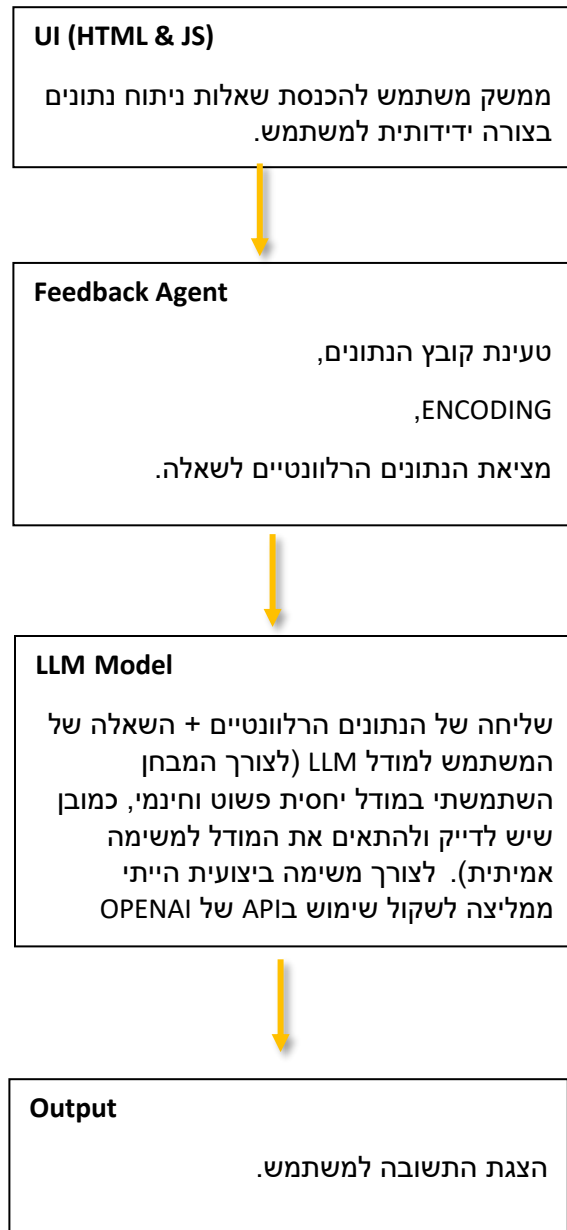 UI (HTML & JS)
ממשק משתמש להכנסת שאלות ניתוח נתונים
בצורה ידידותית למשתמש.
Feedback Agent
טעינת קובץ הנתונים,
ENCODING,
מציאת הנתונים הרלוונטיים לשאלה.
LLM Model
שליחה של הנתונים הרלוונטיים + השאלה של
המשתמש למודל LLM (לצורך המבחן
השתמשתי במודל יחסית פשוט וחינמי, כמובן
שיש לדייק ולהתאים את המודל למשימה
אמיתית). לצורך משימה ביצועית הייתי
ממליצה לשקול שימוש בAPI של OPENAI
Output
הצגת התשובה למשתמש.